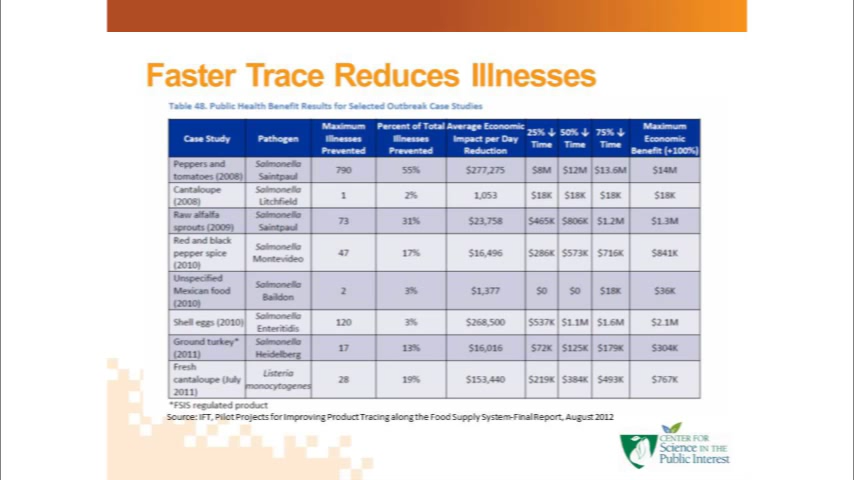 Faster Trace Reduces Illnesses
Table 48. Public Health Benefit Results for Selected Outbreak Case Studies
Case Study Pathogen Maximum Illnesses Prevented Percent of Total Illnesses Prevented Average Economic Impact per Day Reduction 25% ↓ Time 50% ↓ Time 75% ↓ Time Maximum Economic Benefit (+100%)
Peppers and tomatoes (2008) Salmonella Saintpaul 790 55% $277,275 $8M $12M $13.6M $14M
Cantaloupe (2008) Salmonella Litchfield 1 2% 1,053 $18K $18K $18K $18K
Raw alfalfa sprouts (2009) Salmonella Saintpaul 73 31% $23,758 $465K $806K $1.2M $1.3M
Red and black pepper spice (2010) Salmonella Montevideo 47 17% $16,496 $286K $573K $716K $841K
Unspecified Mexican food (2010) Salmonella Baildon 2 3% $1,377 $0 $0 $18K $36K
Shell eggs (2010) Salmonella Enteritidis 120 3% $268,500 $537K $1.1M $1.6M $2.1M
Ground turkey* (2011) Salmonella Heidelberg 17 13% $16,016 $72K $125K $179K $304K
Fresh cantaloupe (July 2011) Listeria monocytogenes 28 19% $153,440 $219K $384K $493K $767K
*FSIS regulated product
Source: IFT, Pilot Projects for Improving Product Tracing along the Food Supply System-Final Report, August 2012
CENTER FOR
Science IN THE
Public Interest